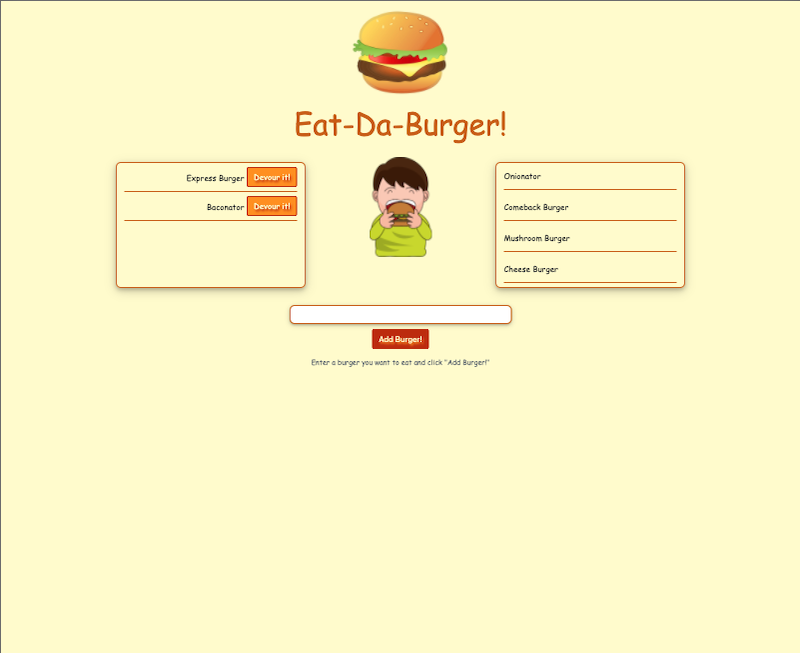 Eat-Da-Burger!
Express Burger Devour it!
Baconator Devour it!
Onionator
Comeback Burger
Mushroom Burger
Cheese Burger
Add Burger!
Enter a burger you want to eat and click "Add Burger!"